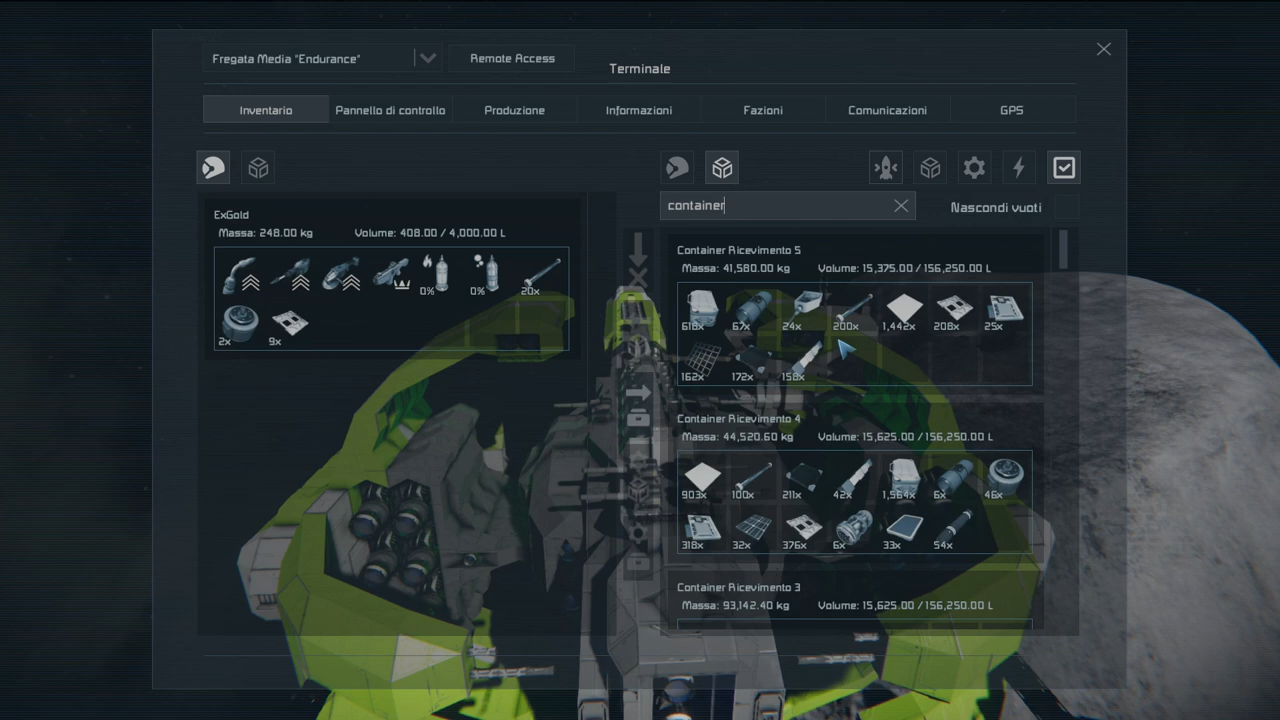 Fregata Media "Endurance"
Remote Access
Terminale
Inventario
Pannello di controllo
Produzione
Informazioni
Fazioni
Comunicazioni
GPS
container
Nascondi vuoti
ExGold
Massa: 248.00 kg Volume: 408.00 / 4,000.00 L
0% 0% 20x
2x 9x
Container Ricevimento 5
Massa: 41,580.00 kg Volume: 15,375.00 / 156,250.00 L
618x 67x 24x 200x 1,442x 208x 25x
162x 172x 158x
Container Ricevimento 4
Massa: 44,520.60 kg Volume: 15,625.00 / 156,250.00 L
903x 100x 211x 42x 1,564x 6x 46x
318x 32x 376x 6x 33x 54x
Container Ricevimento 3
Massa: 93,142.40 kg Volume: 15,625.00 / 156,250.00 L